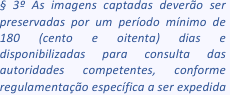 § 3º As imagens captadas deverão ser
preservadas por um período mínimo de
180 (cento e oitenta) dias e
disponibilizadas para consulta das
autoridades competentes, conforme
regulamentação específica a ser expedida